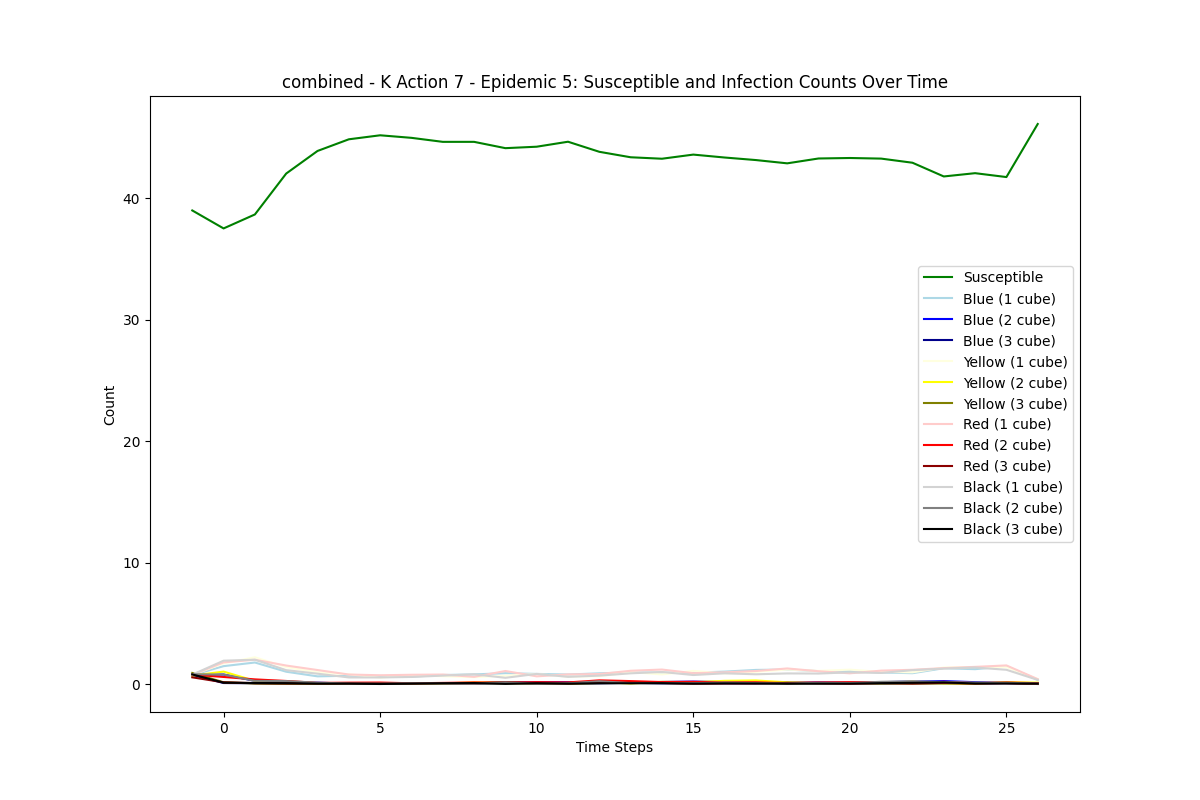 combined - K Action 7 - Epidemic 5: Susceptible and Infection Counts Over Time
Count
40
30
20
10
0
Susceptible
Blue (1 cube)
Blue (2 cube)
Blue (3 cube)
Yellow (1 cube)
Yellow (2 cube)
Yellow (3 cube)
Red (1 cube)
Red (2 cube)
Red (3 cube)
Black (1 cube)
Black (2 cube)
Black (3 cube)
0 5 10 15 20 25
Time Steps